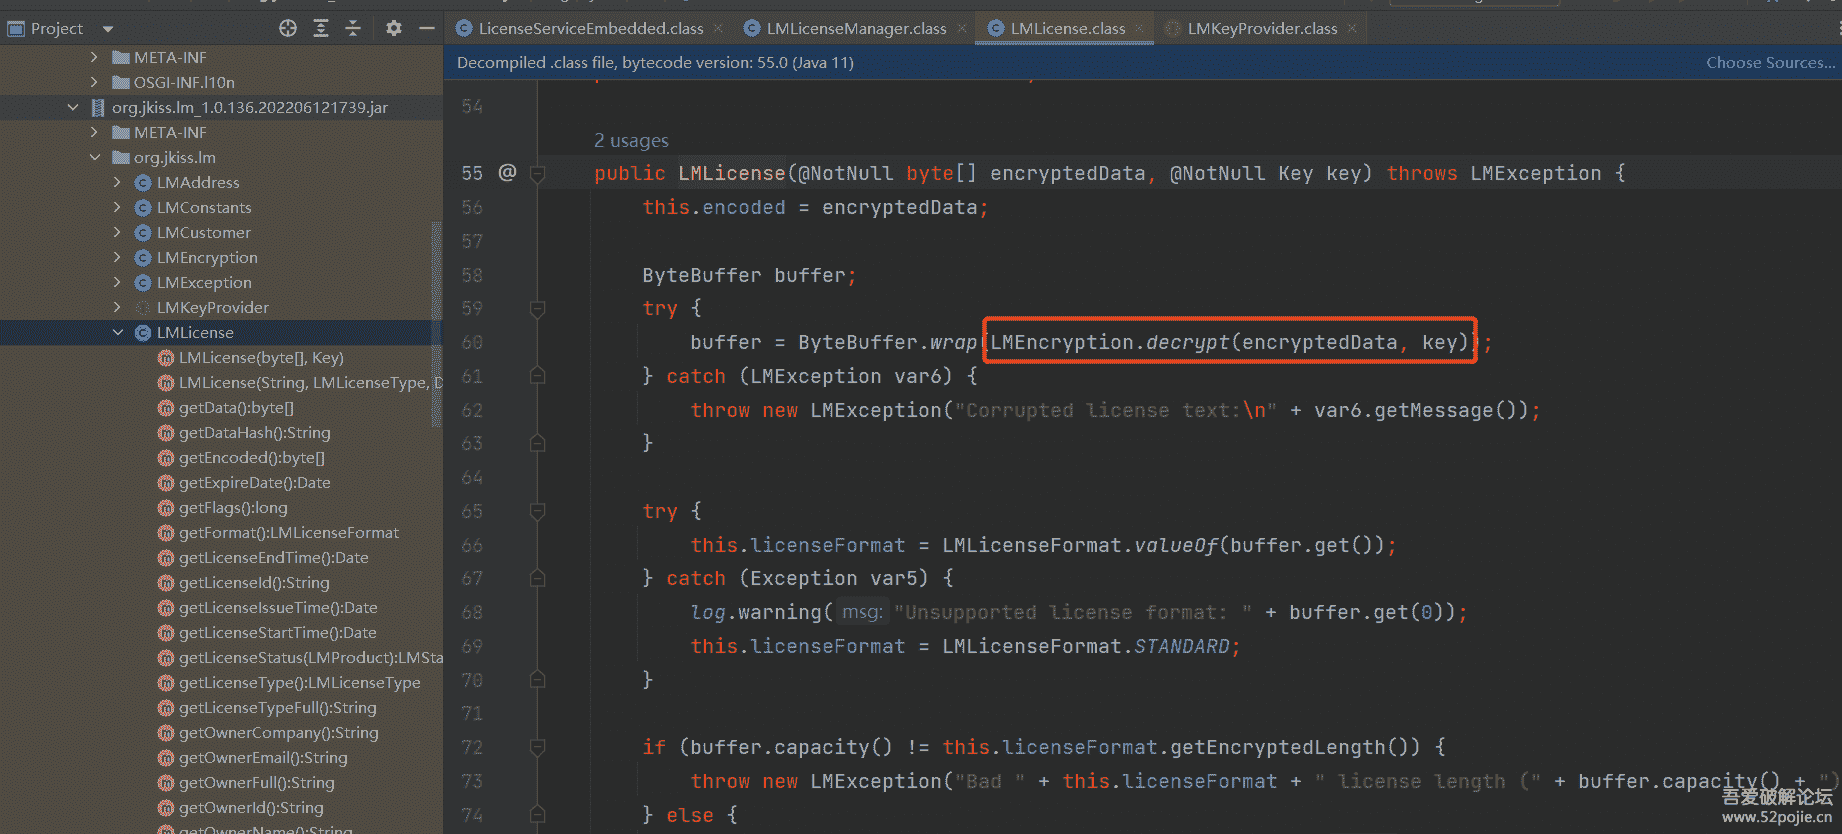 Project
META-INF
OSGI-INF.l10n
org.jkiss.lm_1.0.136.202206121739.jar
META-INF
org.jkiss.lm
LMAddress
LMConstants
LMCustomer
LMEncryption
LMException
LMKeyProvider
LMLicense
LMLicense(byte[], Key)
LMLicense(String, LMLicenseType, D
getData():byte[]
getDataHash():String
getEncoded():byte[]
getExpireDate():Date
getFlags():long
getFormat():LMLicenseFormat
getLicenseEndTime():Date
getLicenseId():String
getLicenseIssueTime():Date
getLicenseStartTime():Date
getLicenseStatus(LMProduct):LMSta
getLicenseType():LMLicenseType
getLicenseTypeFull():String
getOwnerCompany():String
getOwnerEmail():String
getOwnerFull():String
getOwnerId():String
getOwnerName():String
LicenseServiceEmbedded.class
LMLicenseManager.class
LMLicense.class
LMKeyProvider.class
Decompiled .class file, bytecode version: 55.0 (Java 11)
Choose Sources...
54
2 usages
55 @ public LMLicense(@NotNull byte[] encryptedData, @NotNull Key key) throws LMException {
56 this.encoded = encryptedData;
57
58 ByteBuffer buffer;
59 try {
60 buffer = ByteBuffer.wrap(LMEncryption.decrypt(encryptedData, key));
61 } catch (LMException var6) {
62 throw new LMException("Corrupted license text:\n" + var6.getMessage());
63 }
64
65 try {
66 this.licenseFormat = LMLicenseFormat.valueOf(buffer.get());
67 } catch (Exception var5) {
68 log.warning( msg: "Unsupported license format: " + buffer.get(0));
69 this.licenseFormat = LMLicenseFormat.STANDARD;
70 }
71
72 if (buffer.capacity() != this.licenseFormat.getEncryptedLength()) {
73 throw new LMException("Bad " + this.licenseFormat + " license length (" + buffer.capacity() + ")
74 } else {
吾爱破解论坛
www.52pojie.cn